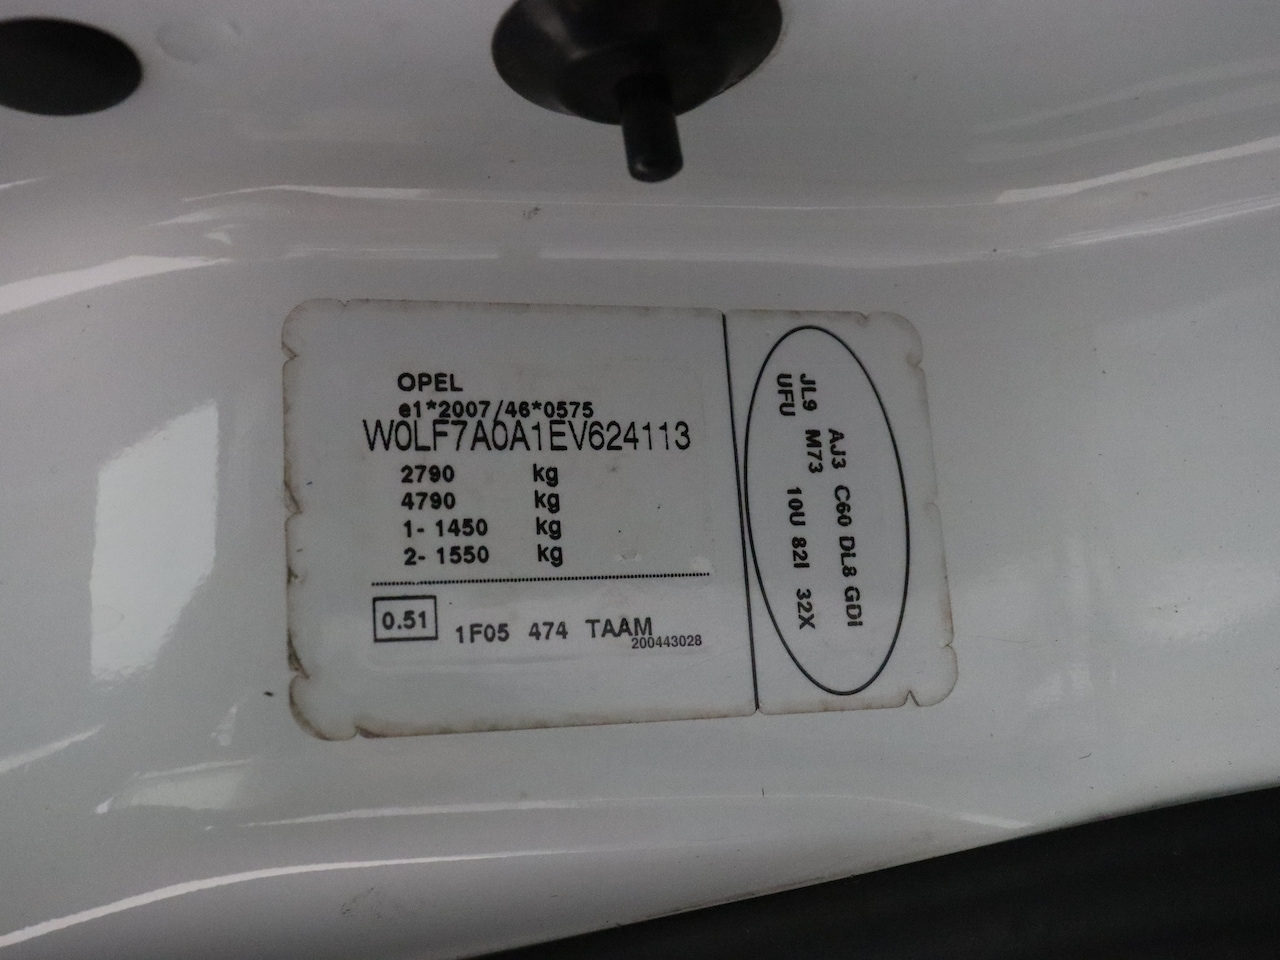 OPEL
e1*2007/46*0575
W0LF7A0A1EV624113
2790 kg
4790 kg
1- 1450 kg
2- 1550 kg
0.51 1F05 474 TAAM
200443028
AJ3 C60 DL8 GDI
JL9 M73 10U 82I 32X
UFU